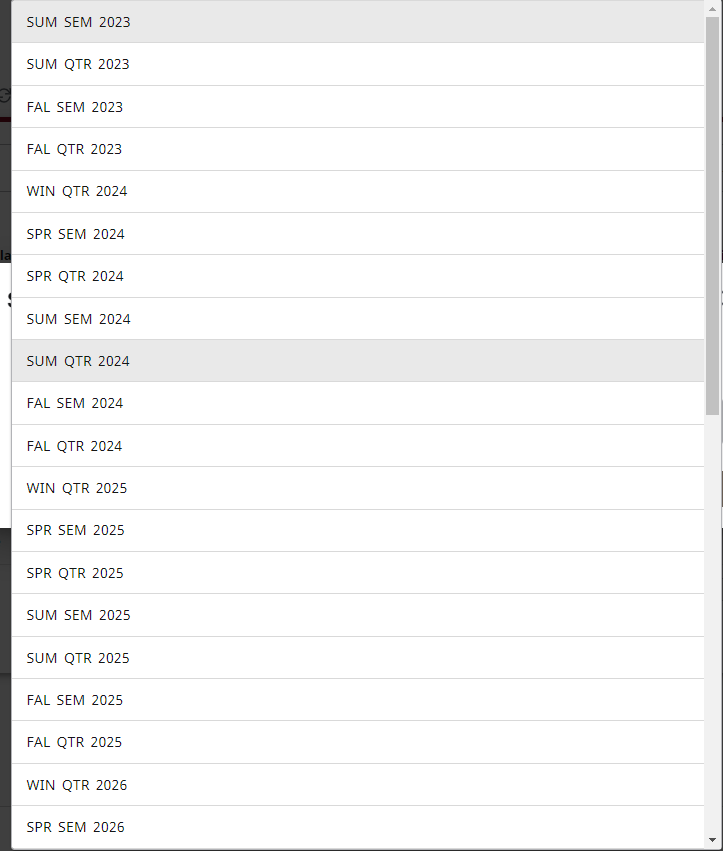 SUM SEM 2023
SUM QTR 2023
FAL SEM 2023
FAL QTR 2023
WIN QTR 2024
SPR SEM 2024
SPR QTR 2024
SUM SEM 2024
SUM QTR 2024
FAL SEM 2024
FAL QTR 2024
WIN QTR 2025
SPR SEM 2025
SPR QTR 2025
SUM SEM 2025
SUM QTR 2025
FAL SEM 2025
FAL QTR 2025
WIN QTR 2026
SPR SEM 2026